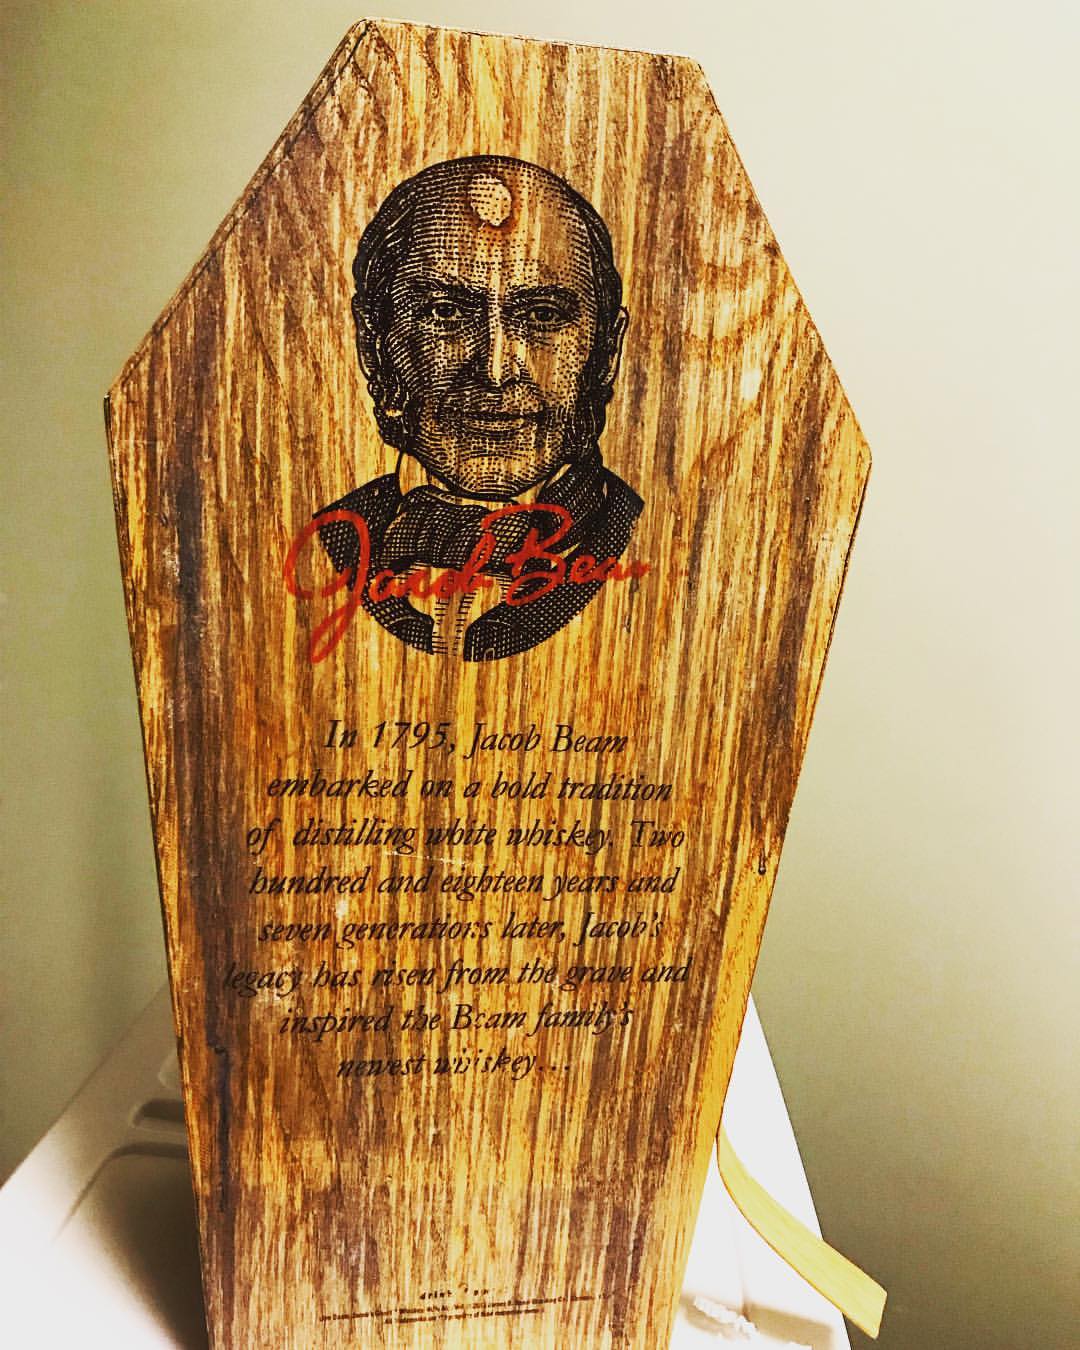 Jacob Beam
In 1795, Jacob Beam
embarked on a bold tradition
of distilling white whiskey. Two
hundred and eighteen years and
seven generations later, Jacob's
legacy has risen from the grave and
inspired the Beam family's
newest whiskey...
drink